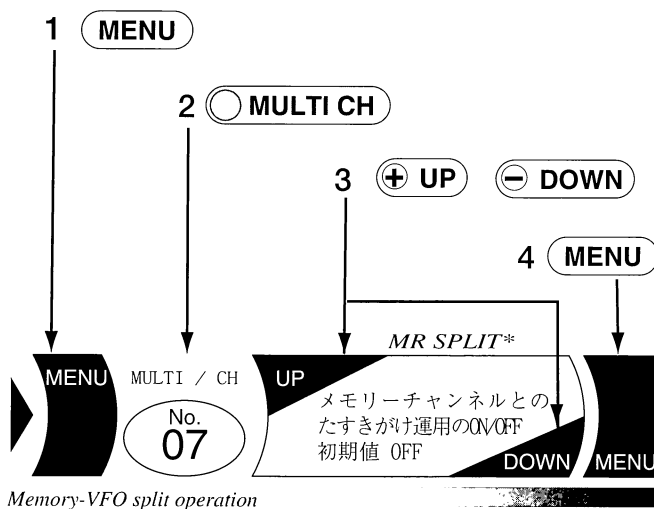 1 MENU
2 MULTI CH
3 + UP − DOWN
4 MENU
MR SPLIT*
MENU
MULTI / CH
No.
07
UP
メモリーチャンネルとの
たすきがけ運用のON/OFF
初期値 OFF
DOWN
MENU
Memory-VFO split operation